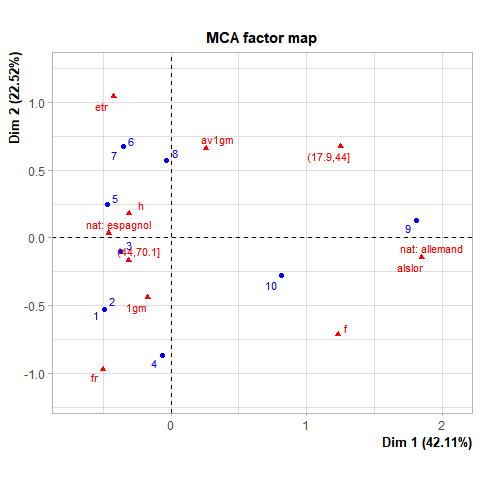 MCA factor map
Dim 2 (22.52%)
1.0
0.5
0.0
-0.5
-1.0
etr
av1gm
6
7
8
(17.9,44]
5
h
9
nat: espagnol
3
(44,70.1]
nat: allemand
alslor
10
2
1gm
1
f
4
fr
0
1
2
Dim 1 (42.11%)